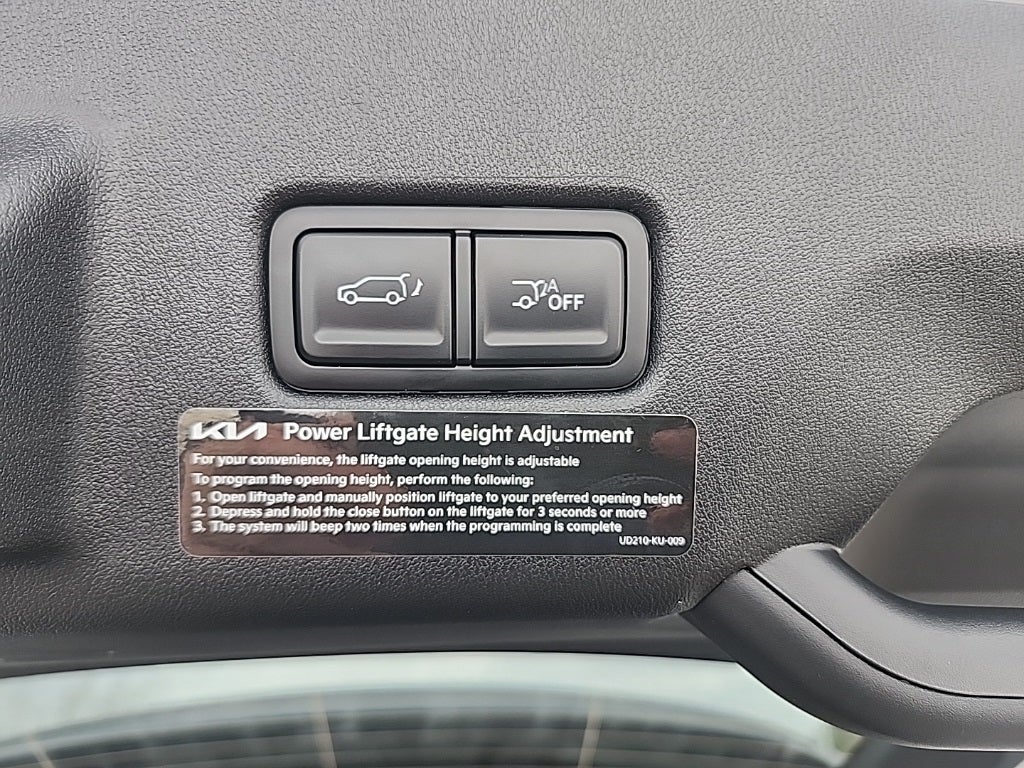 A
OFF
KIA Power Liftgate Height Adjustment
For your convenience, the liftgate opening height is adjustable
To program the opening height, perform the following:
1. Open liftgate and manually position liftgate to your preferred opening height
2. Depress and hold the close button on the liftgate for 3 seconds or more
3. The system will beep two times when the programming is complete
UD210-KU-009